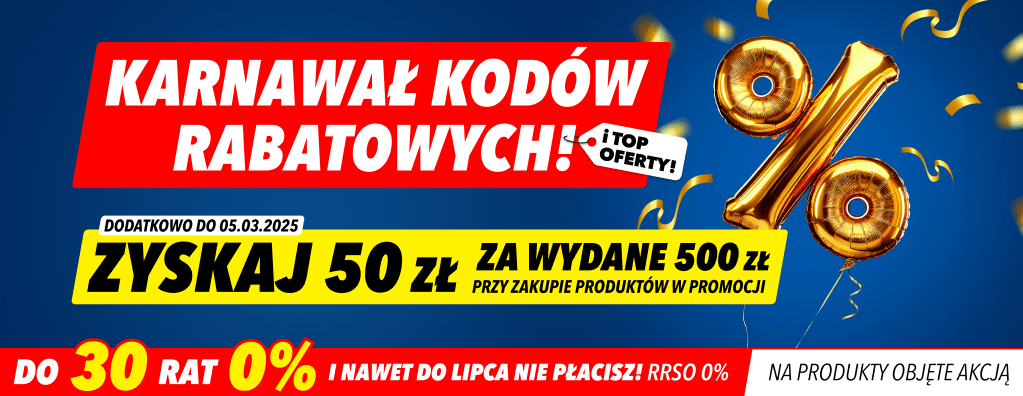 KARNAWAŁ KODÓW
RABATOWYCH!
i TOP
OFERTY!
DODATKOWO DO 05.03.2025
ZYSKAJ 50 zł ZA WYDANE 500 zł
PRZY ZAKUPIE PRODUKTÓW W PROMOCJI
DO 30 RAT 0% I NAWET DO LIPCA NIE PŁACISZ! RRSO 0% NA PRODUKTY OBJĘTE AKCJĄ